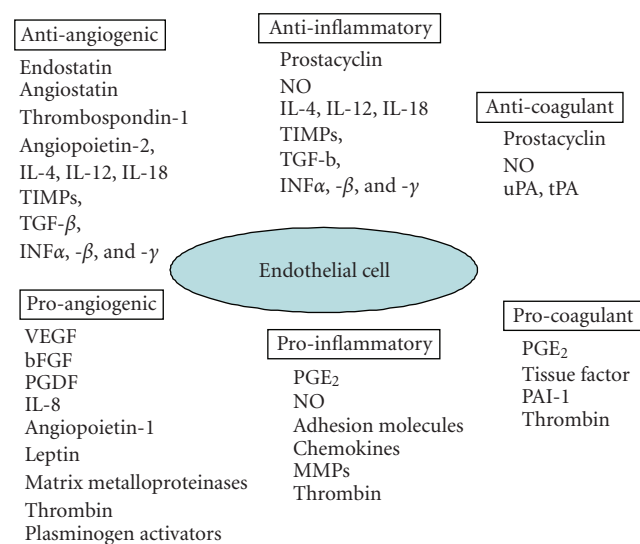 Anti-angiogenic
Endostatin
Angiostatin
Thrombospondin-1
Angiopoietin-2,
IL-4, IL-12, IL-18
TIMPs,
TGF-β,
INFα, -β, and -γ
Anti-inflammatory
Prostacyclin
NO
IL-4, IL-12, IL-18
TIMPs,
TGF-b,
INFα, -β, and -γ
Anti-coagulant
Prostacyclin
NO
uPA, tPA
Endothelial cell
Pro-angiogenic
VEGF
bFGF
PGDF
IL-8
Angiopoietin-1
Leptin
Matrix metalloproteinases
Thrombin
Plasminogen activators
Pro-inflammatory
PGE₂
NO
Adhesion molecules
Chemokines
MMPs
Thrombin
Pro-coagulant
PGE₂
Tissue factor
PAI-1
Thrombin